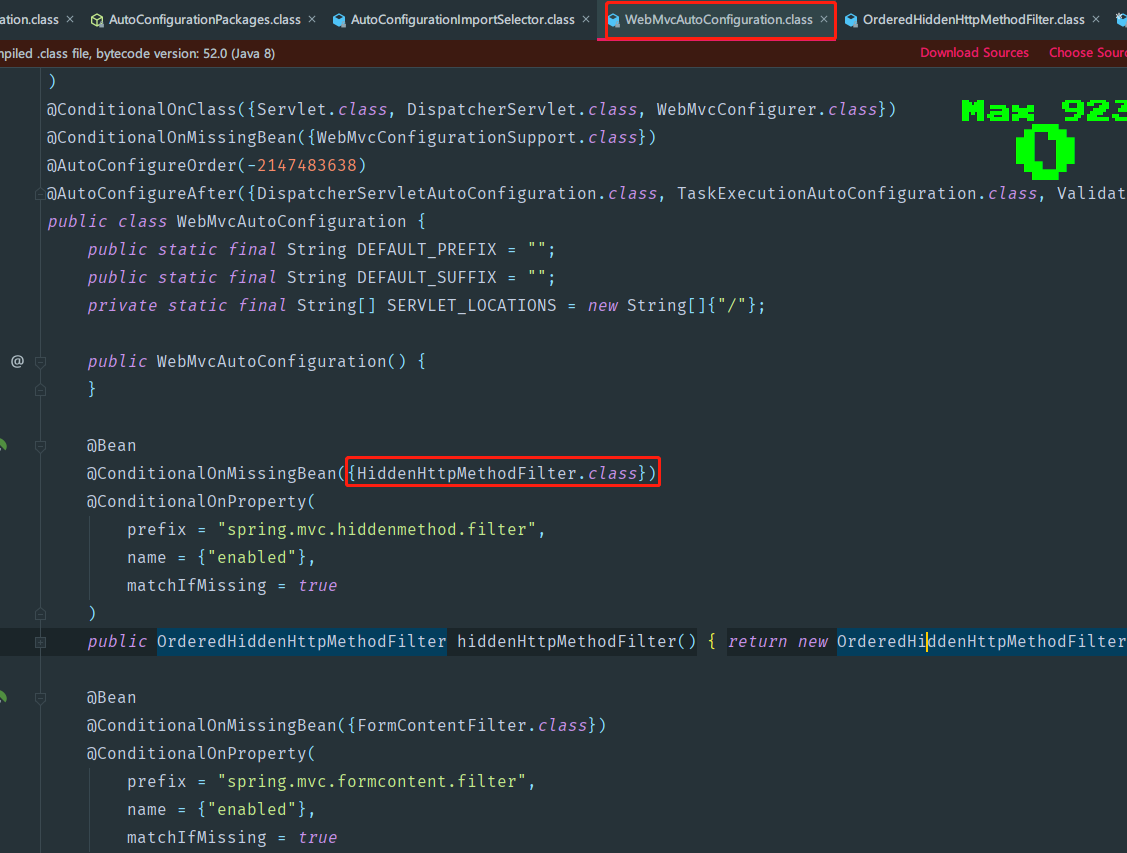 ation.class × AutoConfigurationPackages.class × AutoConfigurationImportSelector.class × WebMvcAutoConfiguration.class × OrderedHiddenHttpMethodFilter.class ×
mpiled .class file, bytecode version: 52.0 (Java 8) Download Sources Choose Sour
)
@ConditionalOnClass({Servlet.class, DispatcherServlet.class, WebMvcConfigurer.class})
Max 923
0
@ConditionalOnMissingBean({WebMvcConfigurationSupport.class})
@AutoConfigureOrder(-2147483638)
@AutoConfigureAfter({DispatcherServletAutoConfiguration.class, TaskExecutionAutoConfiguration.class, Validat
public class WebMvcAutoConfiguration {
public static final String DEFAULT_PREFIX = "";
public static final String DEFAULT_SUFFIX = "";
private static final String[] SERVLET_LOCATIONS = new String[]{"/"};
@ public WebMvcAutoConfiguration() {
}
@Bean
@ConditionalOnMissingBean({HiddenHttpMethodFilter.class})
@ConditionalOnProperty(
prefix = "spring.mvc.hiddenmethod.filter",
name = {"enabled"},
matchIfMissing = true
)
public OrderedHiddenHttpMethodFilter hiddenHttpMethodFilter() { return new OrderedHiddenHttpMethodFilter
@Bean
@ConditionalOnMissingBean({FormContentFilter.class})
@ConditionalOnProperty(
prefix = "spring.mvc.formcontent.filter",
name = {"enabled"},
matchIfMissing = true